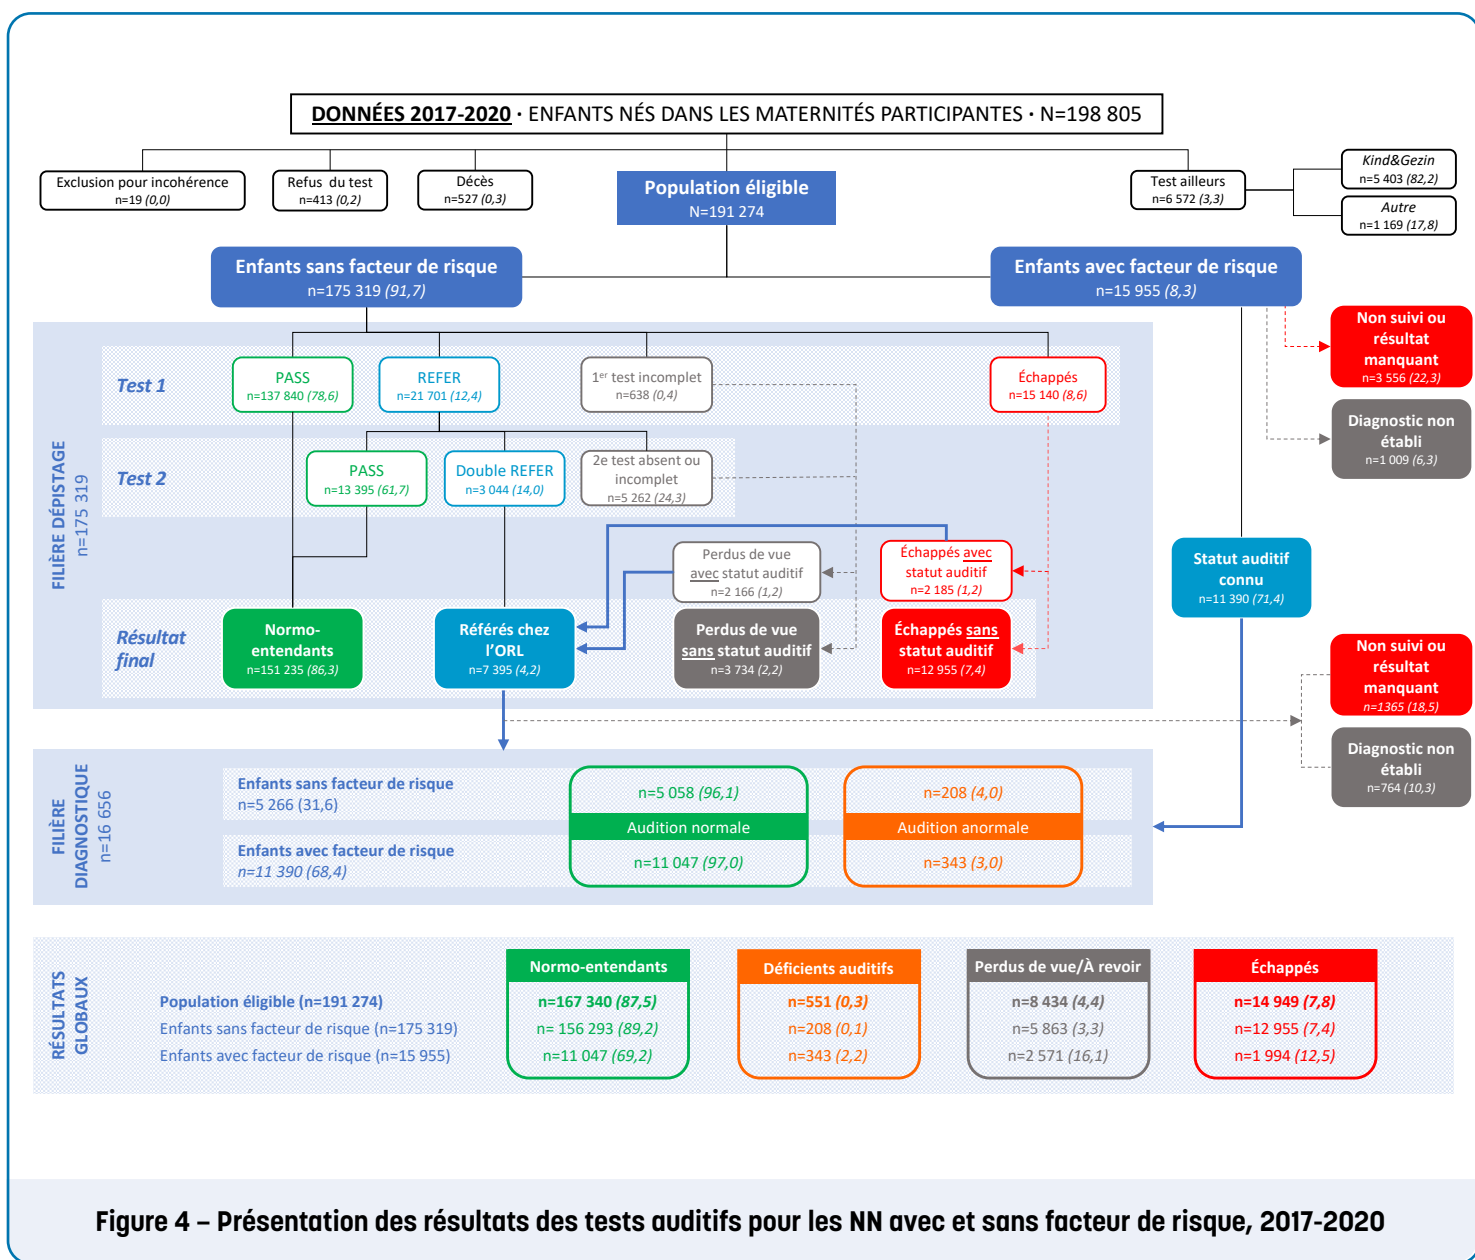 DONNÉES 2017-2020 · ENFANTS NÉS DANS LES MATERNITÉS PARTICIPANTES · N=198 805
Exclusion pour incohérence
n=19 (0,0)
Refus du test
n=413 (0,2)
Décès
n=527 (0,3)
Population éligible
N=191 274
Test ailleurs
n=6 572 (3,3)
Kind&Gezin
n=5 403 (82,2)
Autre
n=1 169 (17,8)
Enfants sans facteur de risque
n=175 319 (91,7)
Enfants avec facteur de risque
n=15 955 (8,3)
Non suivi ou
résultat
manquant
n=3 556 (22,3)
Diagnostic non
établi
n=1 009 (6,3)
FILIÈRE DÉPISTAGE
n=175 319
Test 1
PASS
n=137 840 (78,6)
REFER
n=21 701 (12,4)
1er test incomplet
n=638 (0,4)
Échappés
n=15 140 (8,6)
Test 2
PASS
n=13 395 (61,7)
Double REFER
n=3 044 (14,0)
2e test absent ou
incomplet
n=5 262 (24,3)
Perdus de vue
avec statut auditif
n=2 166 (1,2)
Échappés avec
statut auditif
n=2 185 (1,2)
Statut auditif
connu
n=11 390 (71,4)
Résultat
final
Normo-
entendants
n=151 235 (86,3)
Référés chez
l'ORL
n=7 395 (4,2)
Perdus de vue
sans statut auditif
n=3 734 (2,2)
Échappés sans
statut auditif
n=12 955 (7,4)
Non suivi ou
résultat
manquant
n=1365 (18,5)
Diagnostic non
établi
n=764 (10,3)
FILIÈRE
DIAGNOSTIQUE
n=16 656
Enfants sans facteur de risque
n=5 266 (31,6)
n=5 058 (96,1)
n=208 (4,0)
Audition normale
Audition anormale
Enfants avec facteur de risque
n=11 390 (68,4)
n=11 047 (97,0)
n=343 (3,0)
RÉSULTATS
GLOBAUX
Normo-entendants
Déficients auditifs
Perdus de vue/À revoir
Échappés
Population éligible (n=191 274)
n=167 340 (87,5)
n=551 (0,3)
n=8 434 (4,4)
n=14 949 (7,8)
Enfants sans facteur de risque (n=175 319)
n= 156 293 (89,2)
n=208 (0,1)
n=5 863 (3,3)
n=12 955 (7,4)
Enfants avec facteur de risque (n=15 955)
n=11 047 (69,2)
n=343 (2,2)
n=2 571 (16,1)
n=1 994 (12,5)
Figure 4 – Présentation des résultats des tests auditifs pour les NN avec et sans facteur de risque, 2017-2020